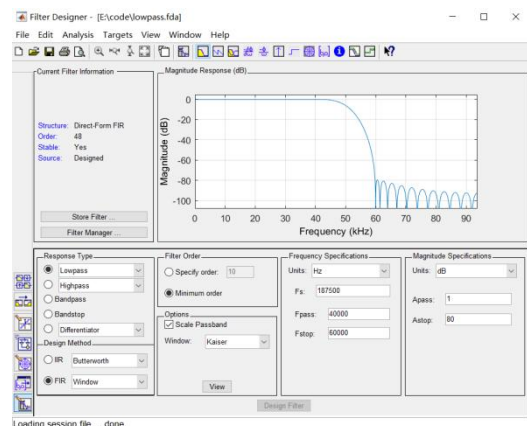 Filter Designer - [E:\code\lowpass.fda]
File Edit Analysis Targets View Window Help
Current Filter Information
Structure: Direct-Form FIR
Order: 48
Stable: Yes
Source: Designed
Store Filter ...
Filter Manager ...
Magnitude Response (dB)
Magnitude (dB)
0
-20
-40
-60
-80
-100
0 10 20 30 40 50 60 70 80 90
Frequency (kHz)
Response Type
Lowpass
Highpass
Bandpass
Bandstop
Differentiator
Design Method
IIR Butterworth
FIR Window
Filter Order
Specify order: 10
Minimum order
Options
Scale Passband
Window: Kaiser
View
Frequency Specifications
Units: Hz
Fs: 187500
Fpass: 40000
Fstop: 60000
Magnitude Specifications
Units: dB
Apass: 1
Astop: 80
Design Filter
Loading session file ... done